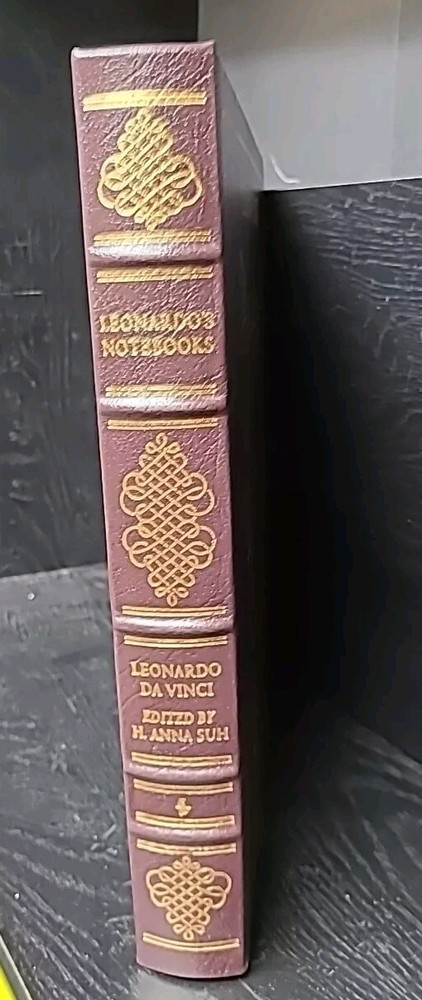 LEONARDO'S
NOTEBOOKS
LEONARDO
DA VINCI
EDITED BY
H. ANNA SUH